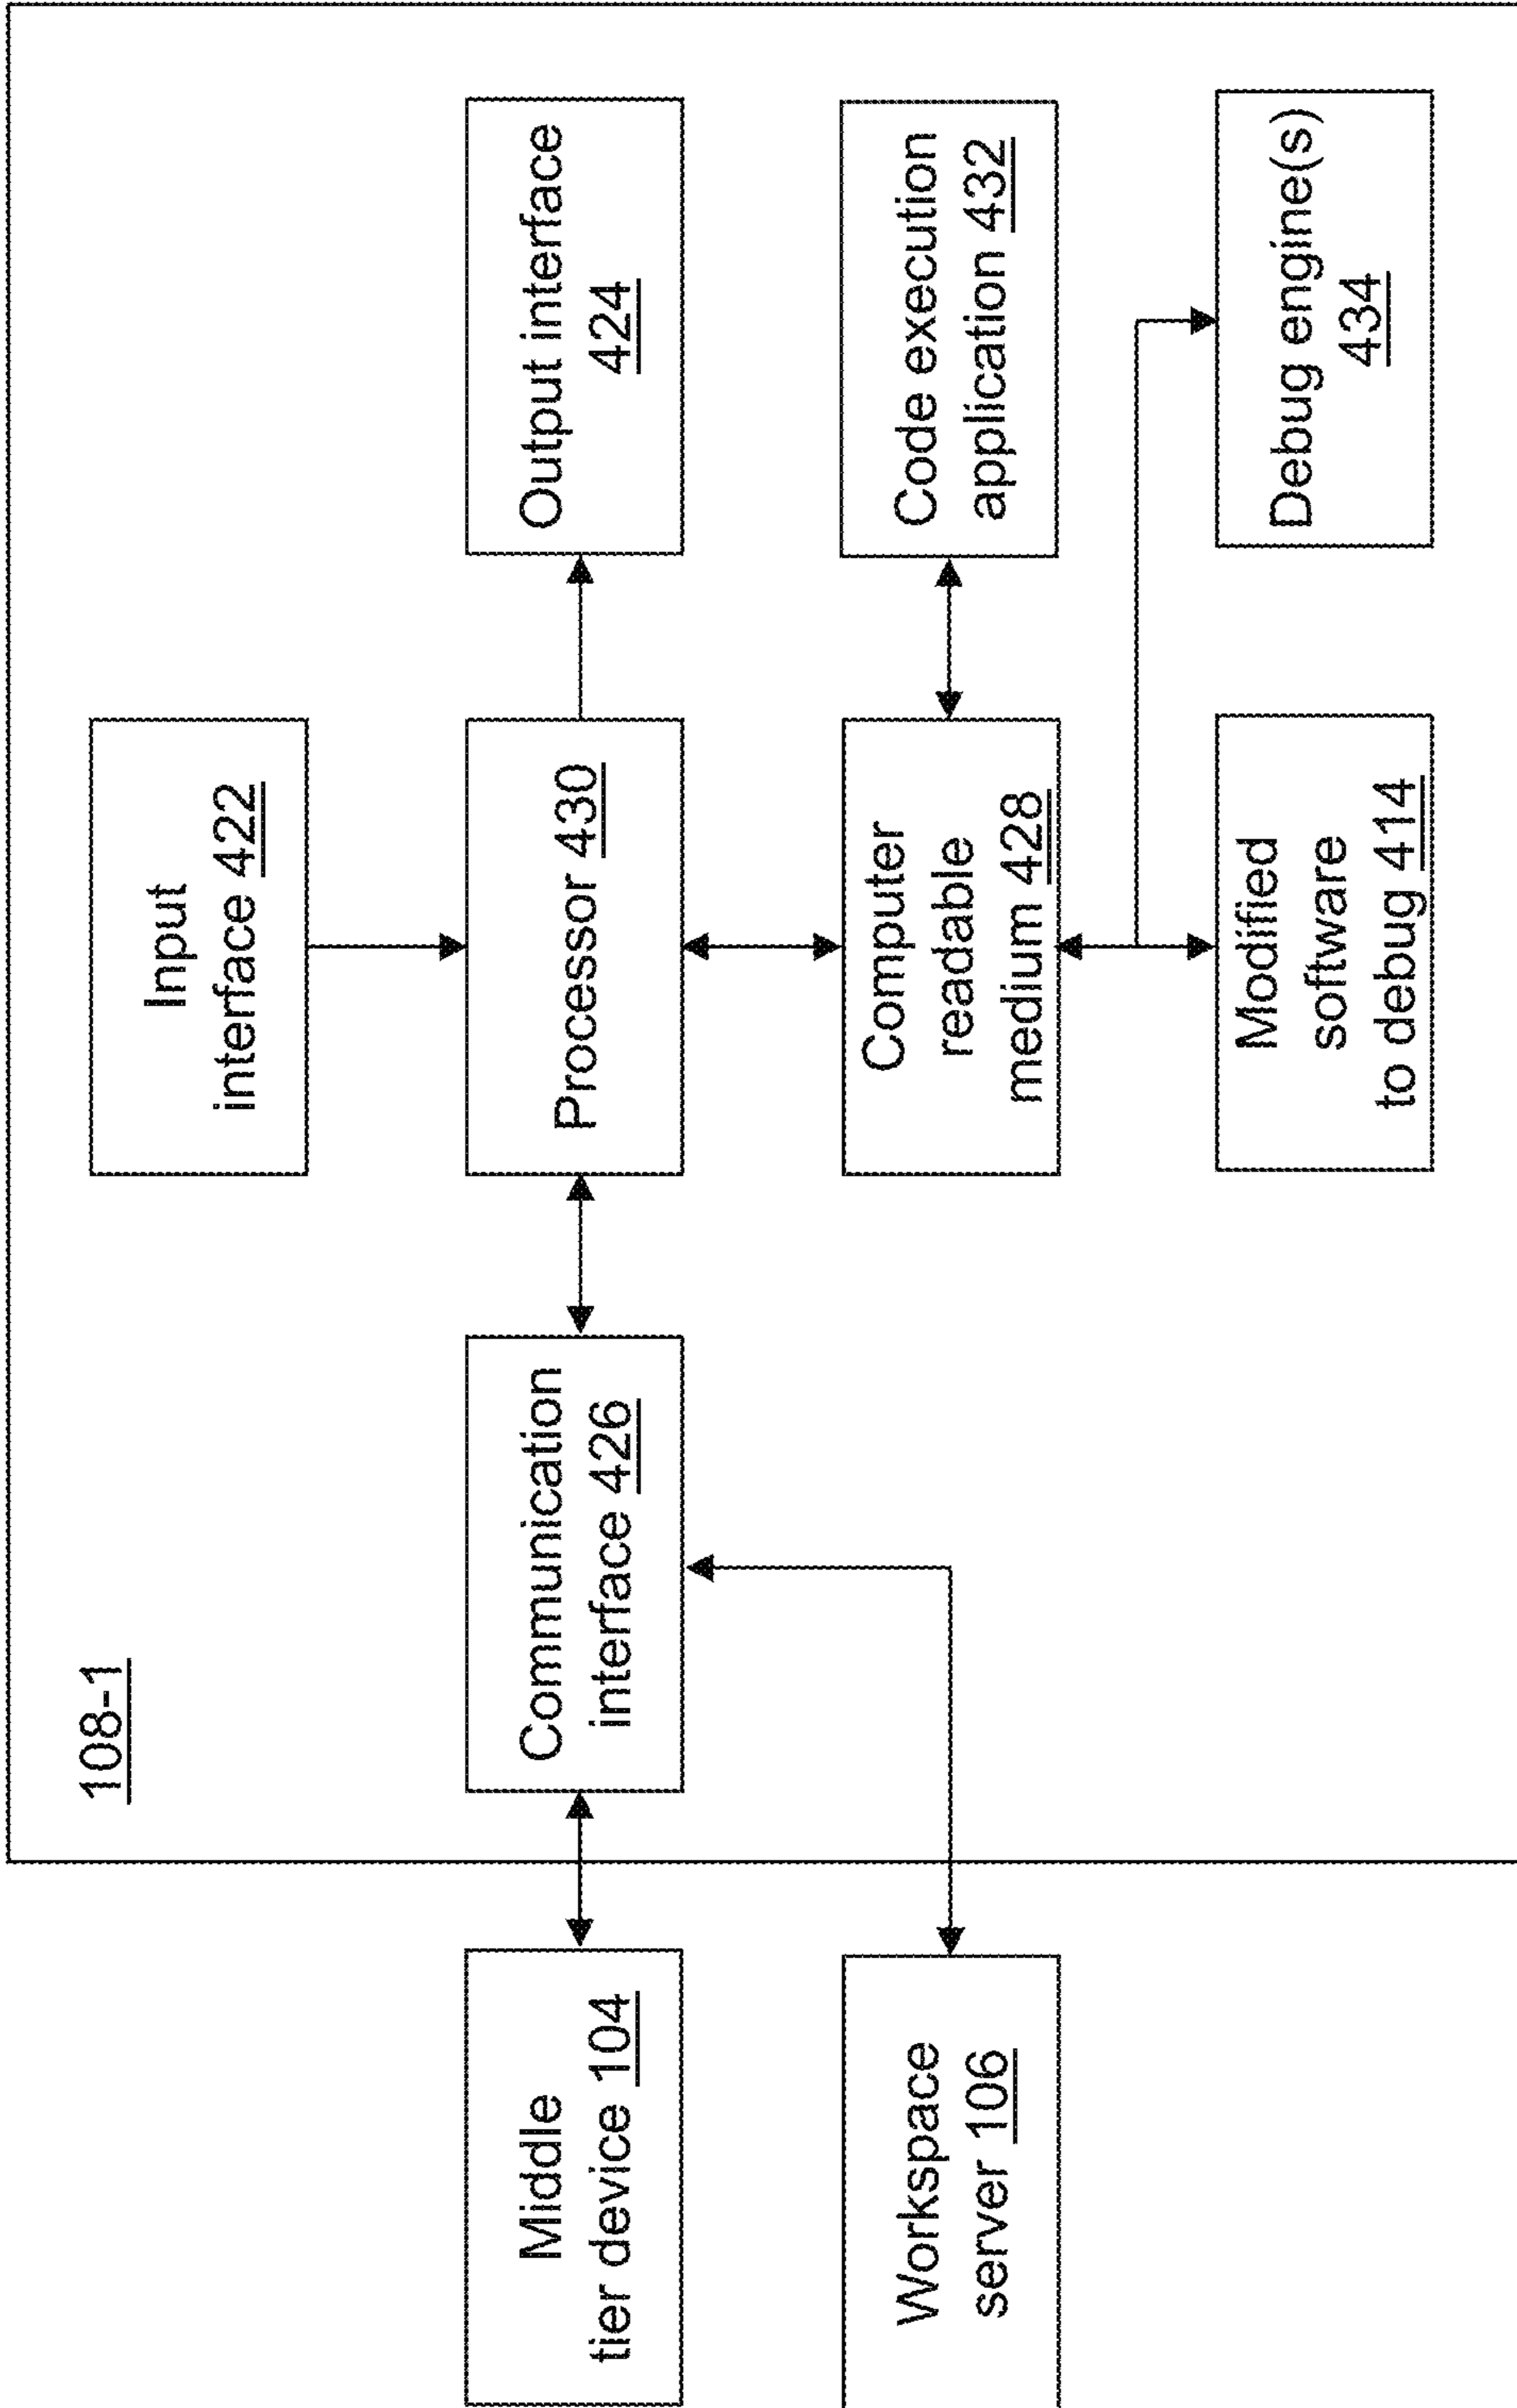 108-1
Input
interface 422
Middle
tier device 104
Communication
interface 426
Processor 430
Output interface
424
Workspace
server 106
Computer
readable
medium 428
Code execution
application 432
Modified
software
to debug 414
Debug engine(s)
434